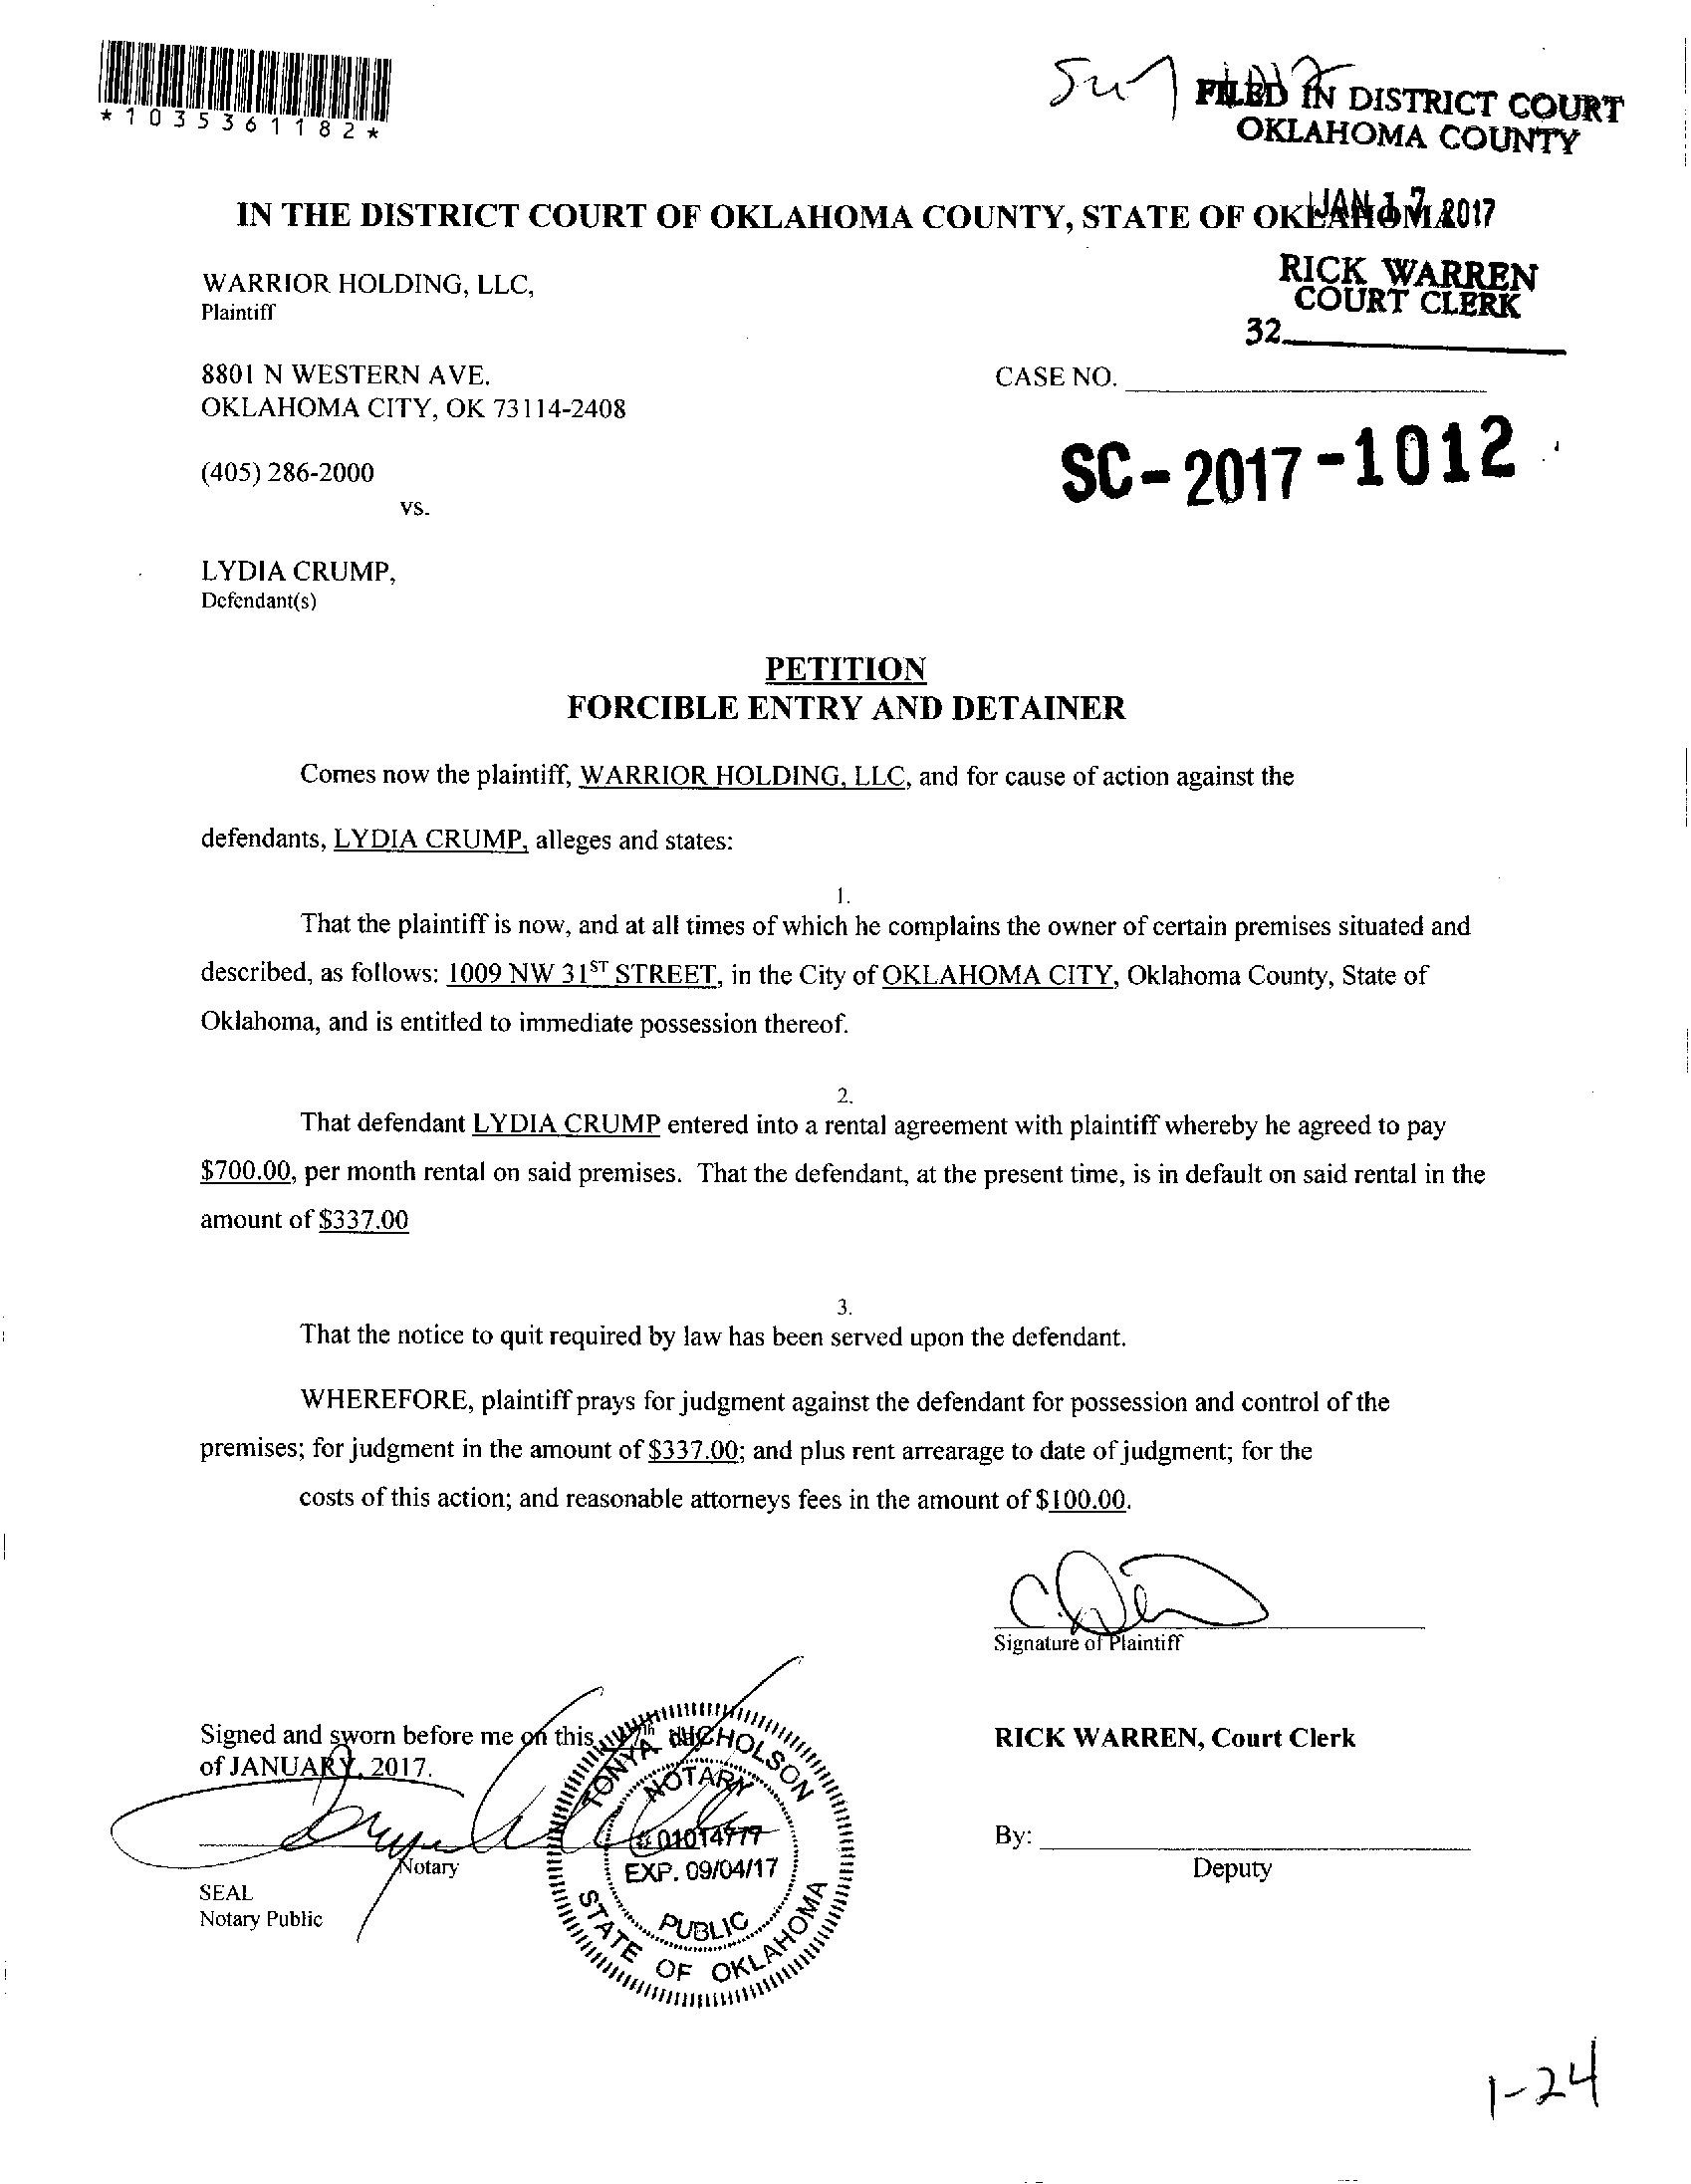 *1035361182*
FILED IN DISTRICT COURT
OKLAHOMA COUNTY
JAN 17 2017
IN THE DISTRICT COURT OF OKLAHOMA COUNTY, STATE OF OKLAHOMA
RICK WARREN
COURT CLERK
32
WARRIOR HOLDING, LLC,
Plaintiff
8801 N WESTERN AVE.
OKLAHOMA CITY, OK 73114-2408
CASE NO.
SC-2017-1012
(405) 286-2000
vs.
LYDIA CRUMP,
Defendant(s)
PETITION
FORCIBLE ENTRY AND DETAINER
Comes now the plaintiff, WARRIOR HOLDING, LLC, and for cause of action against the
defendants, LYDIA CRUMP, alleges and states:
1.
That the plaintiff is now, and at all times of which he complains the owner of certain premises situated and
described, as follows: 1009 NW 31ST STREET, in the City of OKLAHOMA CITY, Oklahoma County, State of
Oklahoma, and is entitled to immediate possession thereof.
2.
That defendant LYDIA CRUMP entered into a rental agreement with plaintiff whereby he agreed to pay
$700.00, per month rental on said premises. That the defendant, at the present time, is in default on said rental in the
amount of $337.00
3.
That the notice to quit required by law has been served upon the defendant.
WHEREFORE, plaintiff prays for judgment against the defendant for possession and control of the
premises; for judgment in the amount of $337.00; and plus rent arrearage to date of judgment; for the
costs of this action; and reasonable attorneys fees in the amount of $100.00.
Signature of Plaintiff
Signed and sworn before me on this day
of JANUARY, 2017.
RICK WARREN, Court Clerk
Notary
SEAL
Notary Public
TONYA NICHOLSON
NOTARY
# 01014777
EXP. 09/04/17
PUBLIC
STATE OF OKLAHOMA
By:
Deputy
1-24